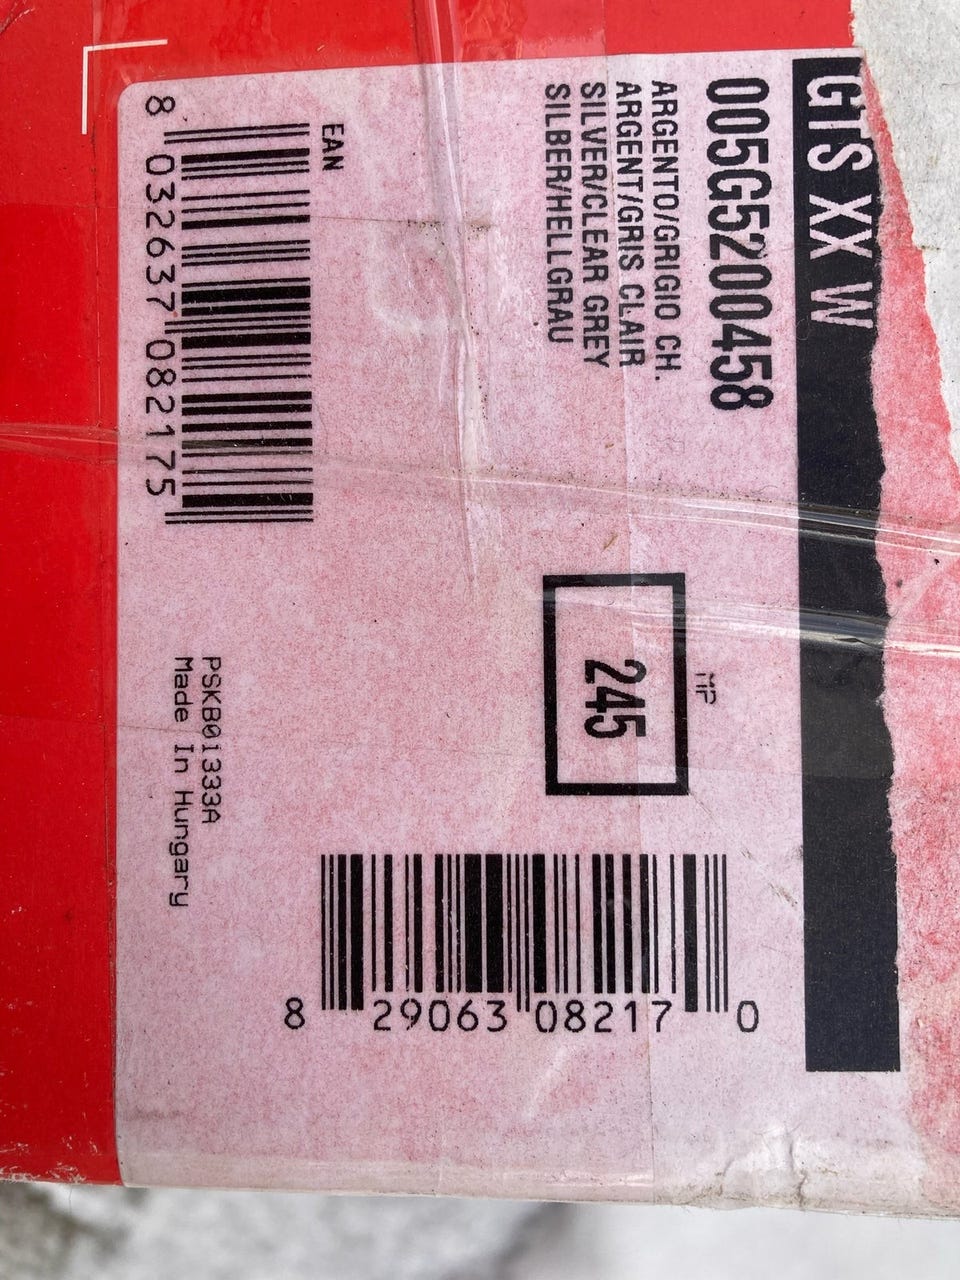 GTS XX W
005G5200458
ARGENTO/GRIGIO CH.
ARGENT/GRIS CLAIR
SILVER/CLEAR GREY
SILBER/HELLGRAU
EAN
8 032637 082175
MP
245
PSKB01333A
Made In Hungary
8 29063 08217 0